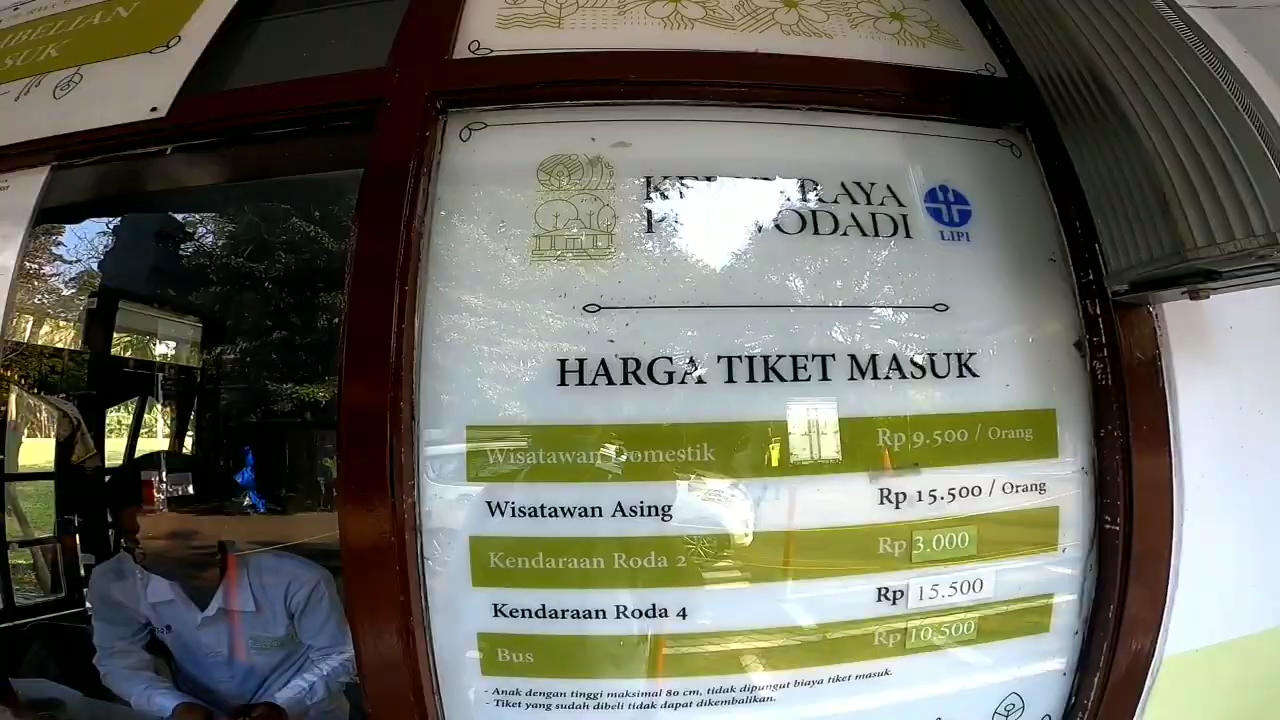 SUK
RAYA
ODADI
LIPI
HARGA TIKET MASUK
Wisatawan Domestik Rp 9.500 / Orang
Wisatawan Asing Rp 15.500 / Orang
Kendaraan Roda 2 Rp 3.000
Kendaraan Roda 4 Rp 15.500
Bus Rp 10.500
- Anak dengan tinggi maksimal 80 cm, tidak dipungut biaya tiket masuk.
- Tiket yang sudah dibeli tidak dapat dikembalikan.